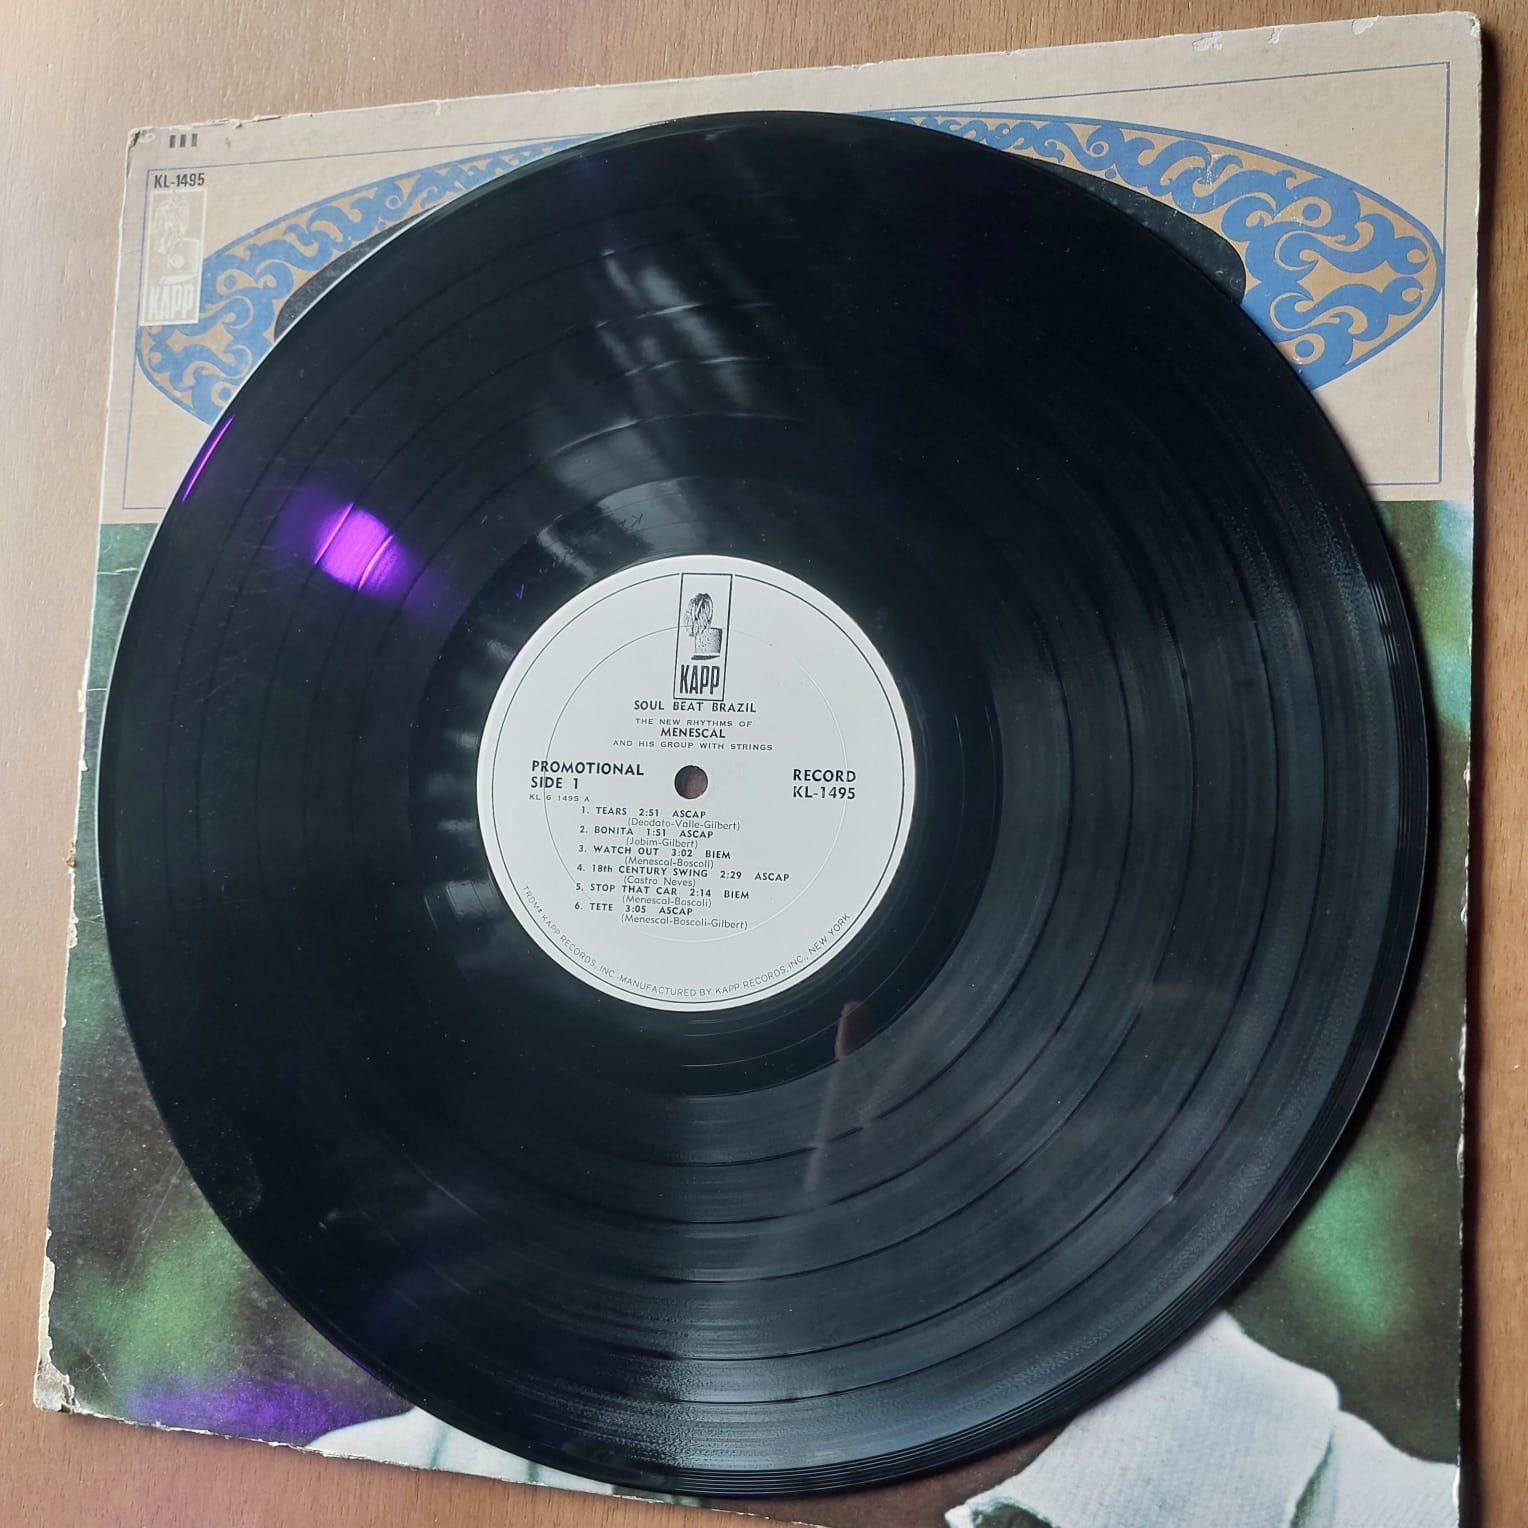 KL-1495
KAPP
KAPP
SOUL BEAT BRAZIL
THE NEW RHYTHMS OF
MENESCAL
AND HIS GROUP WITH STRINGS
PROMOTIONAL
SIDE 1
KL 6 1495 A
RECORD
KL-1495
1. TEARS 2:51 ASCAP
(Deodato-Valle-Gilbert)
2. BONITA 1:51 ASCAP
(Jobim-Gilbert)
3. WATCH OUT 3:02 BIEM
(Menescal-Boscoli)
4. 18th CENTURY SWING 2:29 ASCAP
(Castro Neves)
5. STOP THAT CAR 2:14 BIEM
(Menescal-Boscoli)
6. TETE 3:05 ASCAP
(Menescal-Boscoli-Gilbert)
KAPP RECORDS, INC·MANUFACTURED BY KAPP RECORDS, INC., NEW YORK